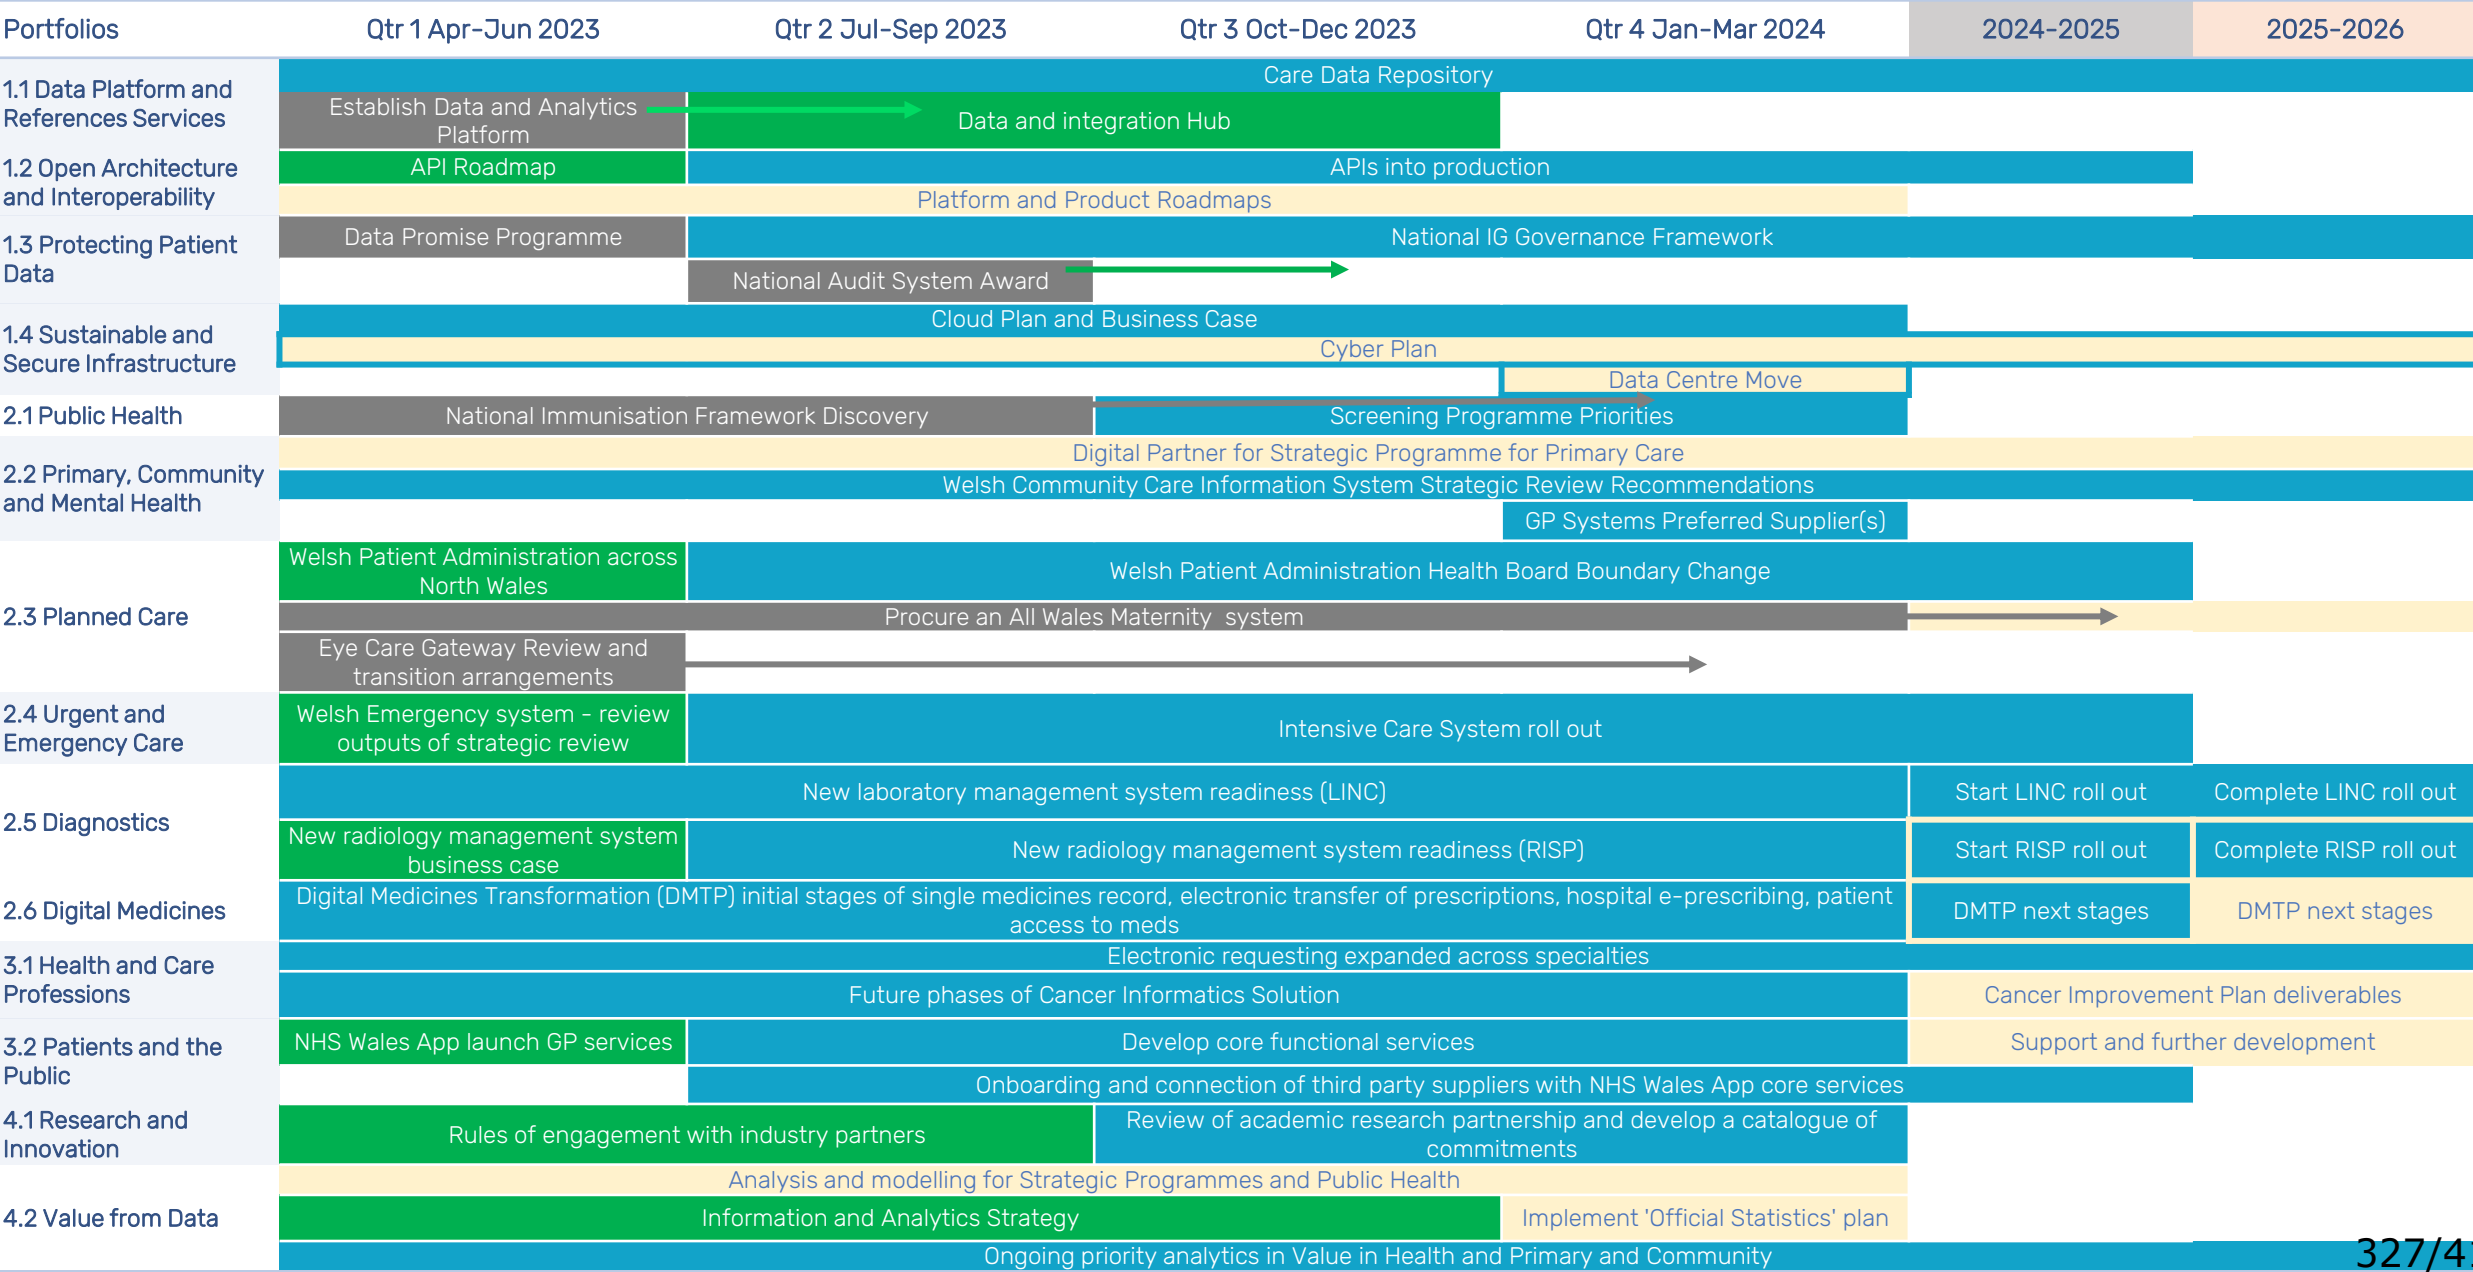 Portfolios
Qtr 1 Apr-Jun 2023
Qtr 2 Jul-Sep 2023
Qtr 3 Oct-Dec 2023
Qtr 4 Jan-Mar 2024
2024-2025
2025-2026
1.1 Data Platform and
References Services
Care Data Repository
Establish Data and Analytics
Platform
Data and integration Hub
1.2 Open Architecture
and Interoperability
API Roadmap
APIs into production
Platform and Product Roadmaps
1.3 Protecting Patient
Data
Data Promise Programme
National IG Governance Framework
National Audit System Award
1.4 Sustainable and
Secure Infrastructure
Cloud Plan and Business Case
Cyber Plan
Data Centre Move
2.1 Public Health
National Immunisation Framework Discovery
Screening Programme Priorities
2.2 Primary, Community
and Mental Health
Digital Partner for Strategic Programme for Primary Care
Welsh Community Care Information System Strategic Review Recommendations
GP Systems Preferred Supplier(s)
2.3 Planned Care
Welsh Patient Administration across
North Wales
Welsh Patient Administration Health Board Boundary Change
Procure an All Wales Maternity  system
Eye Care Gateway Review and
transition arrangements
2.4 Urgent and
Emergency Care
Welsh Emergency system - review
outputs of strategic review
Intensive Care System roll out
2.5 Diagnostics
New laboratory management system readiness (LINC)
Start LINC roll out
Complete LINC roll out
New radiology management system
business case
New radiology management system readiness (RISP)
Start RISP roll out
Complete RISP roll out
2.6 Digital Medicines
Digital Medicines Transformation (DMTP) initial stages of single medicines record, electronic transfer of prescriptions, hospital e-prescribing, patient
access to meds
DMTP next stages
DMTP next stages
3.1 Health and Care
Professions
Electronic requesting expanded across specialties
Future phases of Cancer Informatics Solution
Cancer Improvement Plan deliverables
3.2 Patients and the
Public
NHS Wales App launch GP services
Develop core functional services
Support and further development
Onboarding and connection of third party suppliers with NHS Wales App core services
4.1 Research and
Innovation
Rules of engagement with industry partners
Review of academic research partnership and develop a catalogue of
commitments
4.2 Value from Data
Analysis and modelling for Strategic Programmes and Public Health
Information and Analytics Strategy
Implement 'Official Statistics' plan
Ongoing priority analytics in Value in Health and Primary and Community
327/4